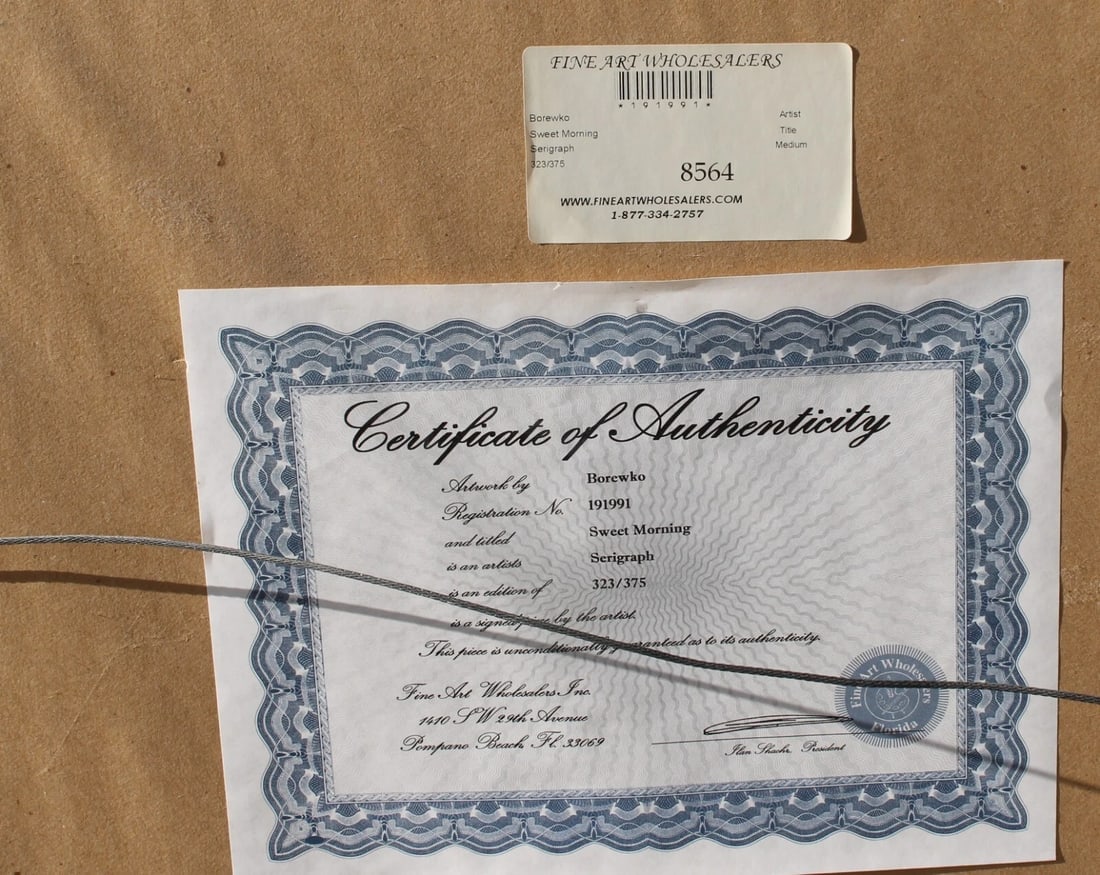 FINE ART WHOLESALERS
*191991*
Borewko Artist
Sweet Morning Title
Serigraph Medium
323/375
8564
WWW.FINEARTWHOLESALERS.COM
1-877-334-2757
Certificate of Authenticity
Artwork by Borewko
Registration No. 191991
and titled Sweet Morning
is an artists Serigraph
is an edition of 323/375
is a signed piece by the artist.
This piece is unconditionally guaranteed as to its authenticity.
Fine Art Wholesalers Inc.
1410 SW 29th Avenue
Pompano Beach, Fl. 33069
Ilan Shachr, President
Fine Art Wholesalers
Florida